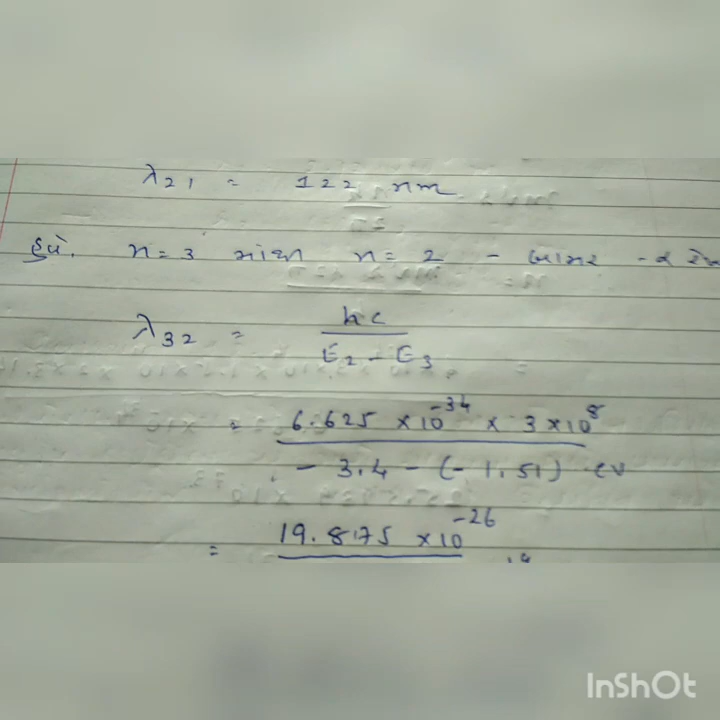 λ21 = 122 nm
હવે. n=3 માંથી n= 2 - બામર
λ32 = hc
E2 - E3
= 6.625 ×10^-34 × 3×10^8
- 3.4 - (-1.51) eV
= 19.875 ×10^-26
InShOt